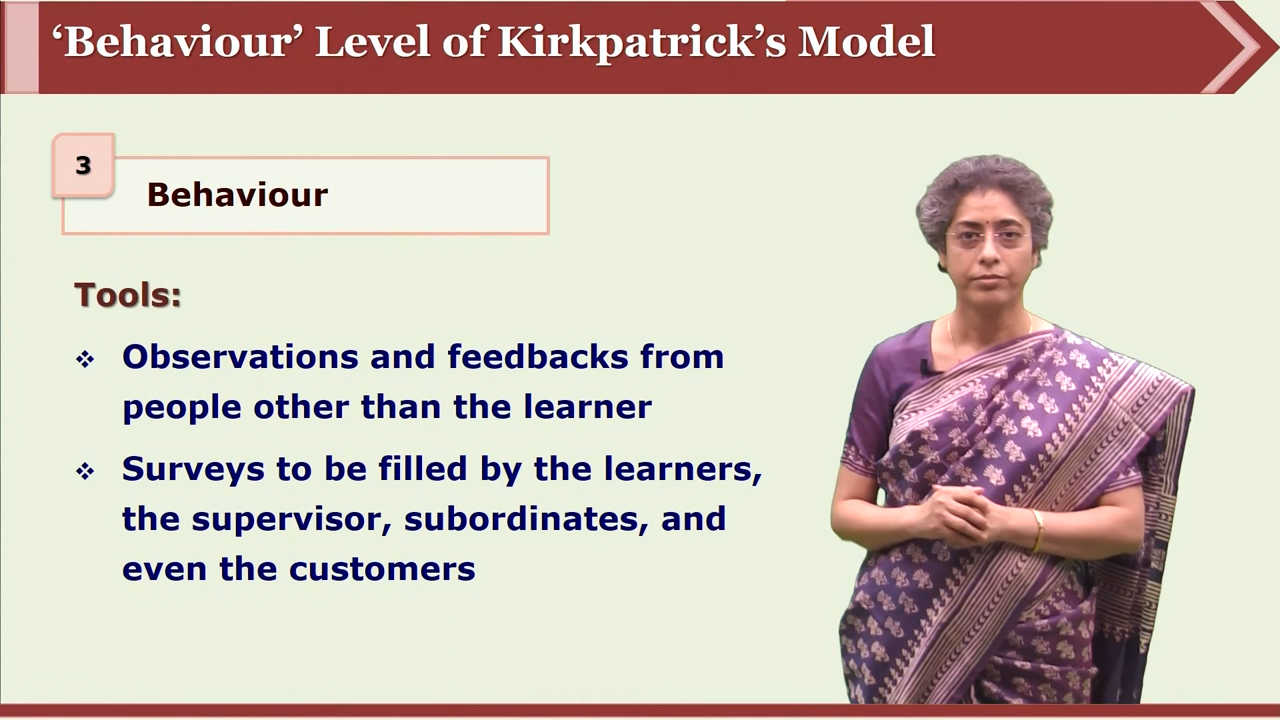 ‘Behaviour’ Level of Kirkpatrick’s Model
3
Behaviour
Tools:
❖ Observations and feedbacks from
people other than the learner
❖ Surveys to be filled by the learners,
the supervisor, subordinates, and
even the customers